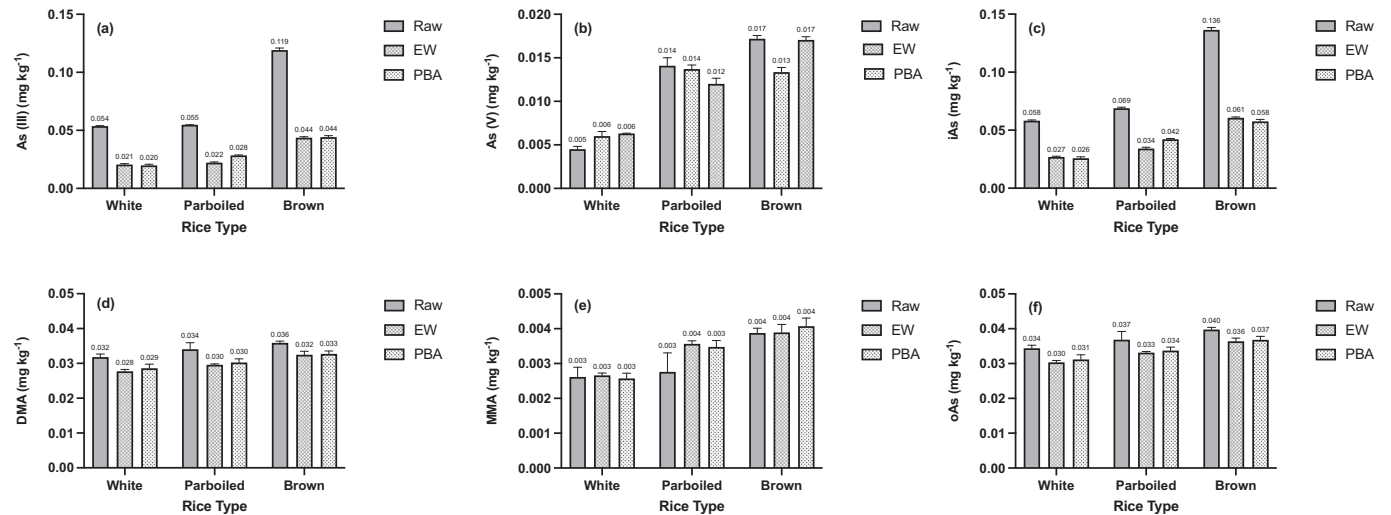 (a)
As (III) (mg kg⁻¹)
0.15
0.10
0.05
0.00
0.054
0.021
0.020
0.055
0.022
0.028
0.119
0.044
0.044
White Parboiled Brown
Rice Type
Raw
EW
PBA
(b)
As (V) (mg kg⁻¹)
0.020
0.015
0.010
0.005
0.000
0.005
0.006
0.006
0.014
0.014
0.012
0.017
0.013
0.017
White Parboiled Brown
Rice Type
Raw
EW
PBA
(c)
iAs (mg kg⁻¹)
0.15
0.10
0.05
0.00
0.058
0.027
0.026
0.069
0.034
0.042
0.136
0.061
0.058
White Parboiled Brown
Rice Type
Raw
EW
PBA
(d)
DMA (mg kg⁻¹)
0.05
0.04
0.03
0.02
0.01
0.00
0.032
0.028
0.029
0.034
0.030
0.030
0.036
0.032
0.033
White Parboiled Brown
Rice Type
Raw
EW
PBA
(e)
MMA (mg kg⁻¹)
0.005
0.004
0.003
0.002
0.001
0.000
0.003
0.003
0.003
0.003
0.004
0.003
0.004
0.004
0.004
White Parboiled Brown
Rice Type
Raw
EW
PBA
(f)
oAs (mg kg⁻¹)
0.05
0.04
0.03
0.02
0.01
0.00
0.034
0.030
0.031
0.037
0.033
0.034
0.040
0.036
0.037
White Parboiled Brown
Rice Type
Raw
EW
PBA